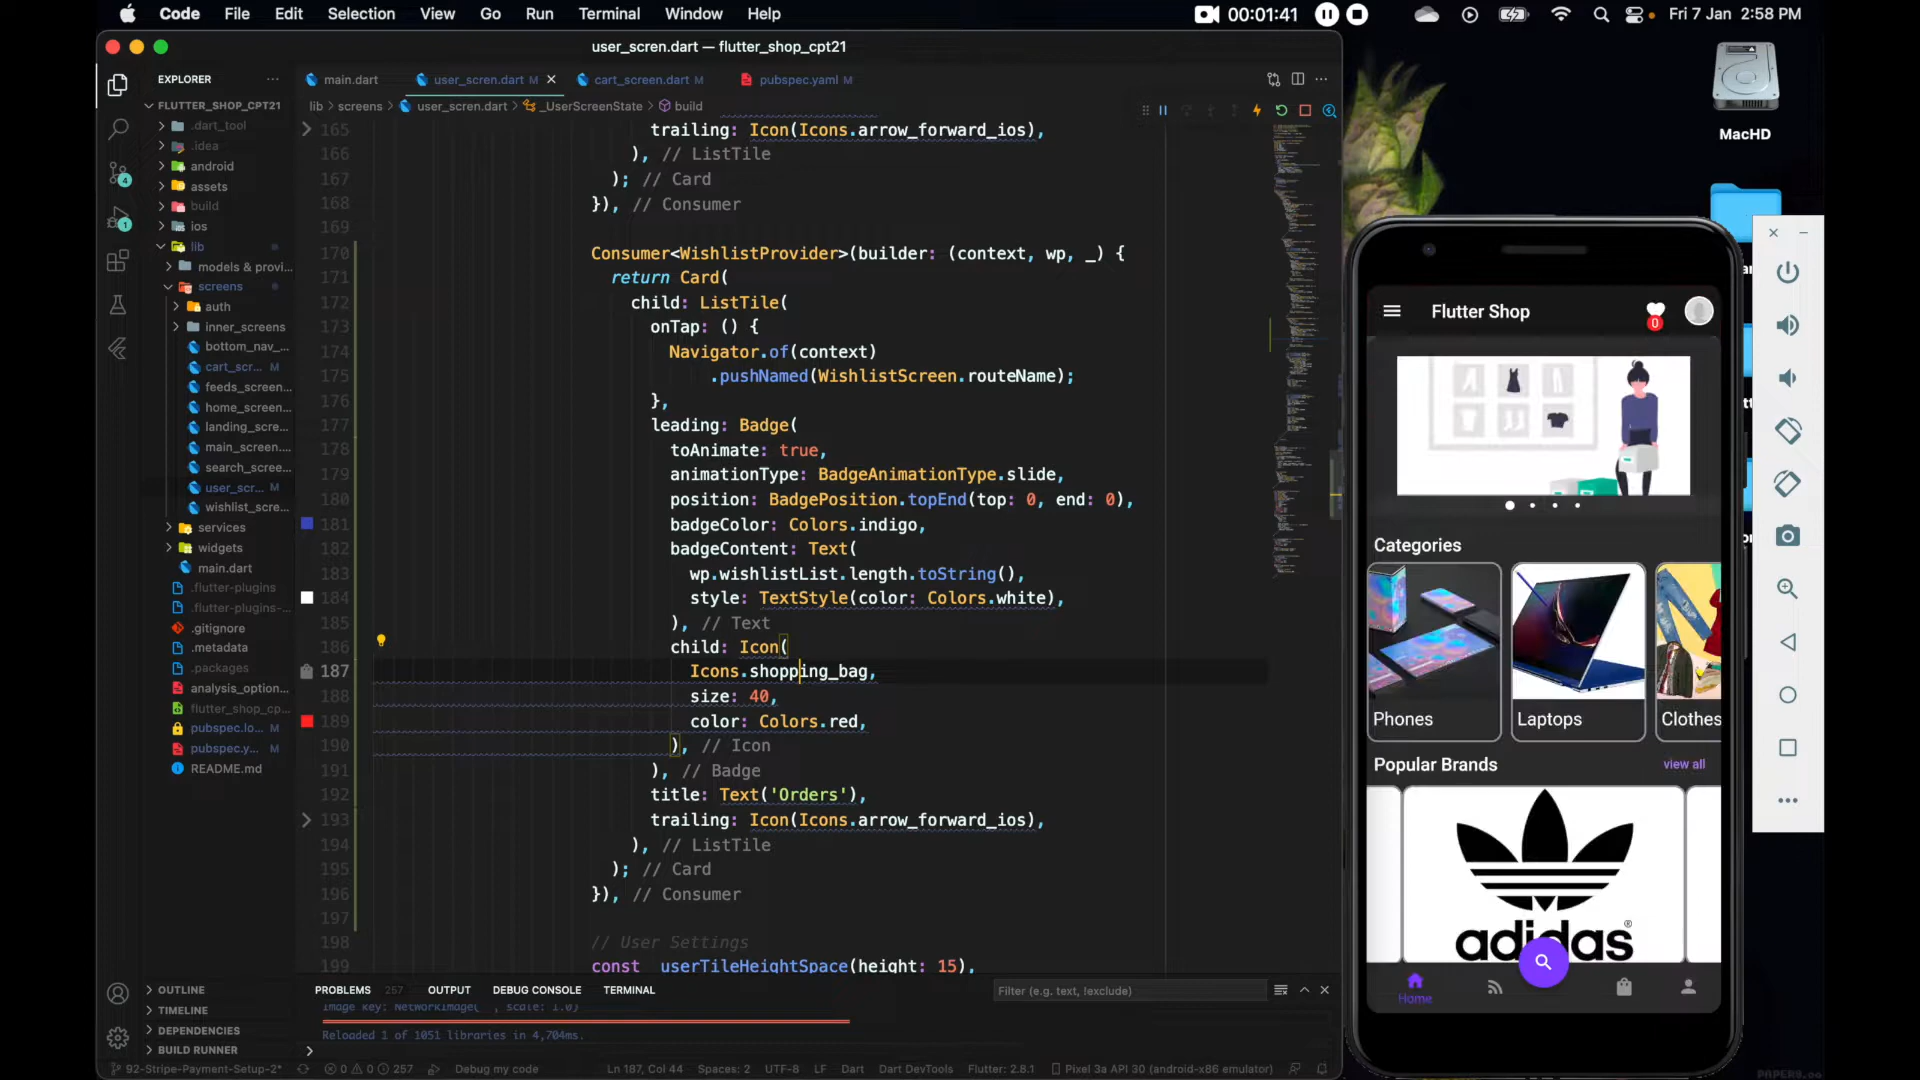 Code File Edit Selection View Go Run Terminal Window Help 00:01:41 Fri 7 Jan 2:58 PM
user_scren.dart — flutter_shop_cpt21
EXPLORER ···
main.dart
user_scren.dart M
cart_screen.dart M
pubspec.yaml M
lib > screens > user_scren.dart > _UserScreenState > build
FLUTTER_SHOP_CPT21
.dart_tool
.idea
android
assets
build
ios
lib
models & provi...
screens
auth
inner_screens
bottom_nav_...
cart_scr... M
feeds_screen...
home_screen...
landing_scre...
main_screen...
search_scree...
user_scr... M
wishlist_scre...
services
widgets
main.dart
.flutter-plugins
.flutter-plugins-...
.gitignore
.metadata
.packages
analysis_option...
flutter_shop_cp...
pubspec.lo... M
pubspec.y... M
README.md
OUTLINE
TIMELINE
DEPENDENCIES
BUILD RUNNER
4
1
165 trailing: Icon(Icons.arrow_forward_ios),
166 ), // ListTile
167 ); // Card
168 }), // Consumer
169
170 Consumer<WishlistProvider>(builder: (context, wp, _) {
171 return Card(
172 child: ListTile(
173 onTap: () {
174 Navigator.of(context)
175 .pushNamed(WishlistScreen.routeName);
176 },
177 leading: Badge(
178 toAnimate: true,
179 animationType: BadgeAnimationType.slide,
180 position: BadgePosition.topEnd(top: 0, end: 0),
181 badgeColor: Colors.indigo,
182 badgeContent: Text(
183 wp.wishlistList.length.toString(),
184 style: TextStyle(color: Colors.white),
185 ), // Text
186 child: Icon(
187 Icons.shopping_bag,
188 size: 40,
189 color: Colors.red,
190 ), // Icon
191 ), // Badge
192 title: Text('Orders'),
193 trailing: Icon(Icons.arrow_forward_ios),
194 ), // ListTile
195 ); // Card
196 }), // Consumer
197
198 // User Settings
199 const userTileHeightSpace(height: 15),
PROBLEMS 257 OUTPUT DEBUG CONSOLE TERMINAL
Filter (e.g. text, !exclude)
Image key: NetworkImage( , scale: 1.0)
Reloaded 1 of 1051 libraries in 4,704ms.
92-Stripe-Payment-Setup-2* 0 0 257 Debug my code Ln 187, Col 44 Spaces: 2 UTF-8 LF Dart Dart DevTools Flutter: 2.8.1 Pixel 3a API 30 (android-x86 emulator)
MacHD
Flutter Shop
0
Categories
Phones
Laptops
Clothes
Popular Brands
view all
adidas®
Home